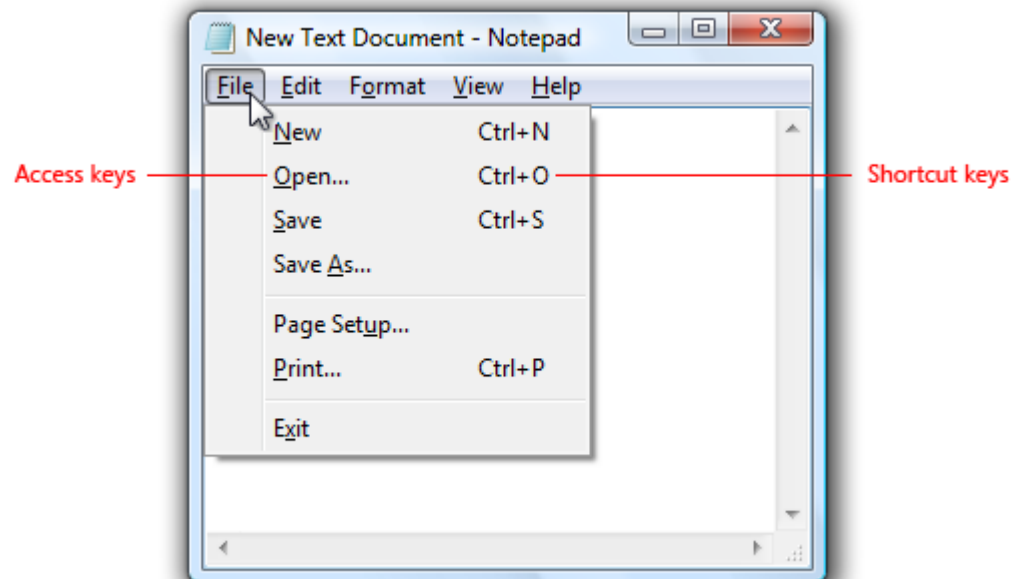 New Text Document - Notepad
File Edit Format View Help
New Ctrl+N
Access keys Open... Ctrl+O Shortcut keys
Save Ctrl+S
Save As...
Page Setup...
Print... Ctrl+P
Exit